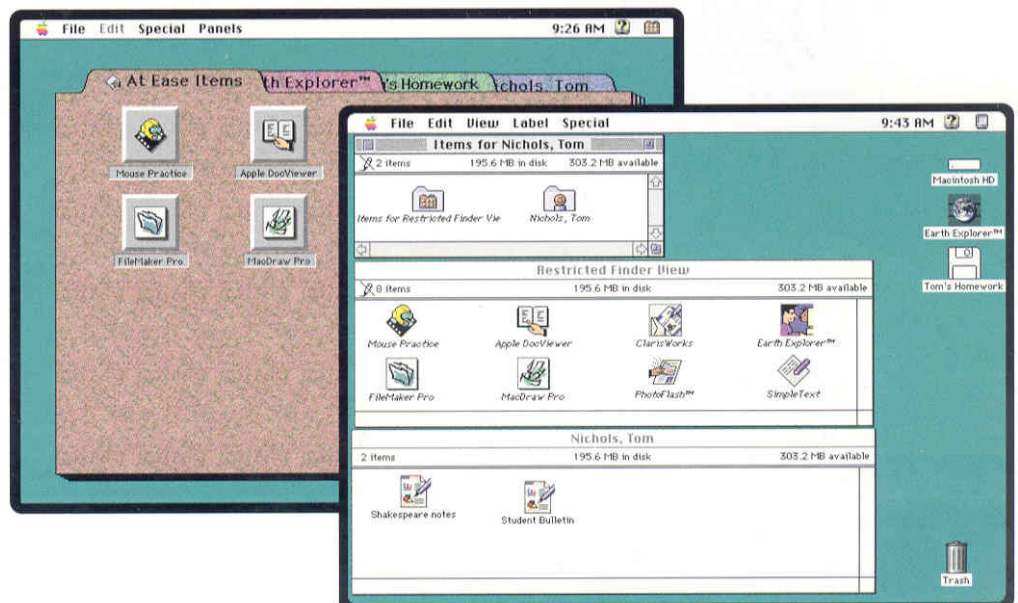 File Edit Special Panels 9:26 AM
At Ease Items th Explorer™ 's Homework ichols, Tom
Mouse Practice Apple DocViewer
FileMaker Pro MacDraw Pro
File Edit View Label Special 9:43 AM
Items for Nichols, Tom
2 items 195.6 MB in disk 303.2 MB available
Items for Restricted Finder Vie Nichols, Tom
Macintosh HD
Earth Explorer™
Tom's Homework
Restricted Finder View
8 items 195.6 MB in disk 303.2 MB available
Mouse Practice Apple DocViewer ClarisWorks Earth Explorer™
FileMaker Pro MacDraw Pro PhotoFlash™ SimpleText
Nichols, Tom
2 items 195.6 MB in disk 303.2 MB available
Shakespeare notes Student Bulletin
Trash